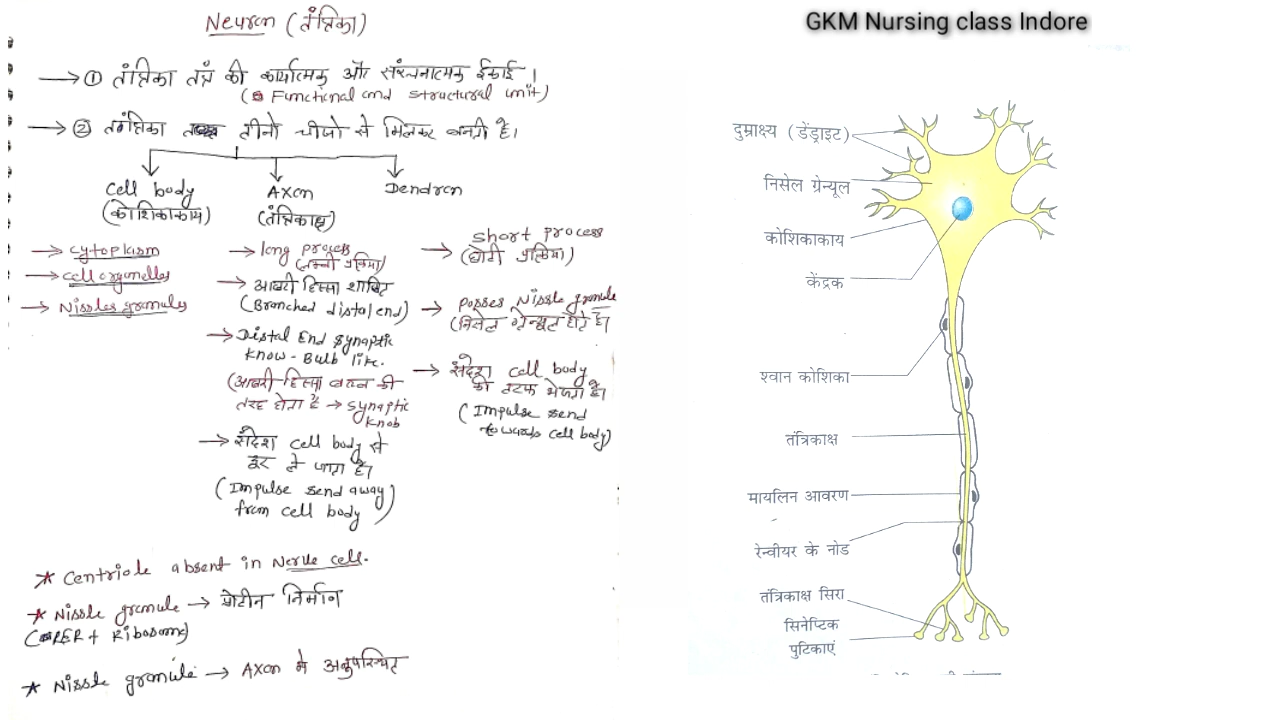 Neuron (तंत्रिका)
→ ① तंत्रिका तंत्र की कार्यात्मक और संरचनात्मक ईकाई ।
( Functional and structural unit)
→ ② तंत्रिका तीनो चीजो से मिलकर बनती है।
Cell body
(कोशिकाकाय)
→ cytoplasm
→ cell organelles
→ Nissles granules
Axon
(तंत्रिकाक्ष)
→ long process
(लम्बी प्रक्रिया)
→ आखरी हिस्सा शाखित
(Branched distal end)
→ Distal End synaptic
know - Bulb like.
(आखरी हिस्सा बटन की
तरह होता है → synaptic
knob
→ संदेश cell body से
दूर ले जाता है।
(Impulse send away)
from cell body
Dendron
→ short process
(छोटी प्रक्रिया)
→ Posses Nissle granule
(निसेल ग्रेन्यूल होते है।
→ संदेश cell body
की तरफ भेजता है।
(Impulse send
towards cell body)
★ Centriole absent in Nerve cell.
★ Nissle granule → प्रोटीन निर्माण
(RER + Ribosome)
★ Nissle granule → Axon मे अनुपस्थित
GKM Nursing class Indore
दुम्राक्ष्य (डेंड्राइट)
निसेल ग्रेन्यूल
कोशिकाकाय
केंद्रक
श्वान कोशिका
तंत्रिकाक्ष
मायलिन आवरण
रेन्वीयर के नोड
तंत्रिकाक्ष सिरा
सिनेप्टिक
पुटिकाएं